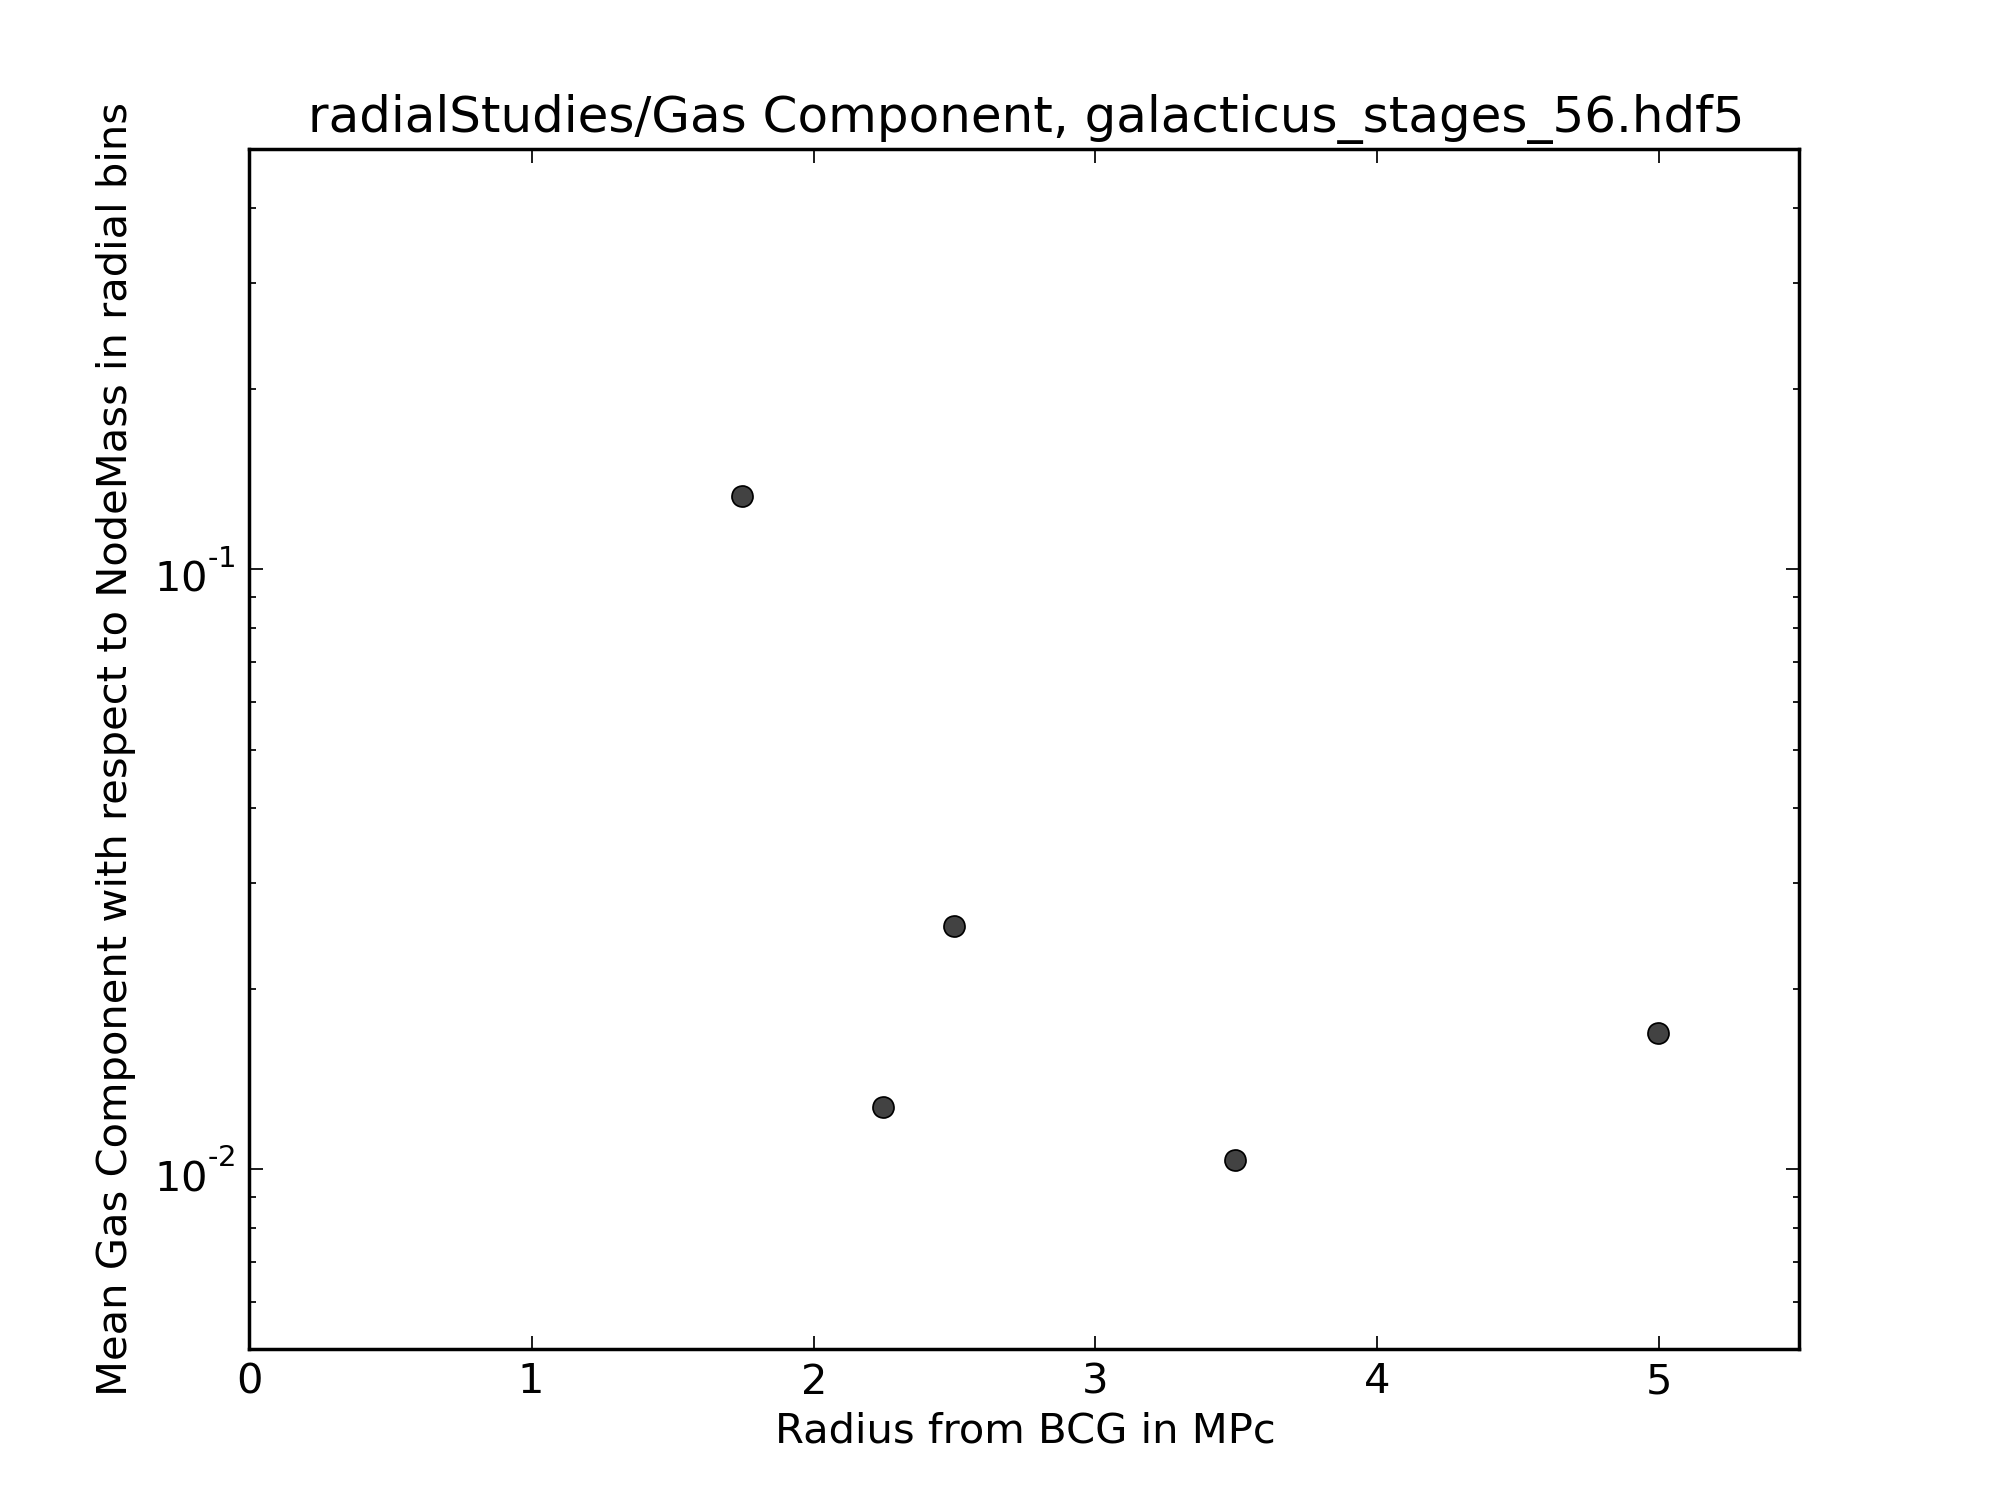 radialStudies/Gas Component, galacticus_stages_56.hdf5
Mean Gas Component with respect to NodeMass in radial bins
10^-1
10^-2
0 1 2 3 4 5
Radius from BCG in MPc